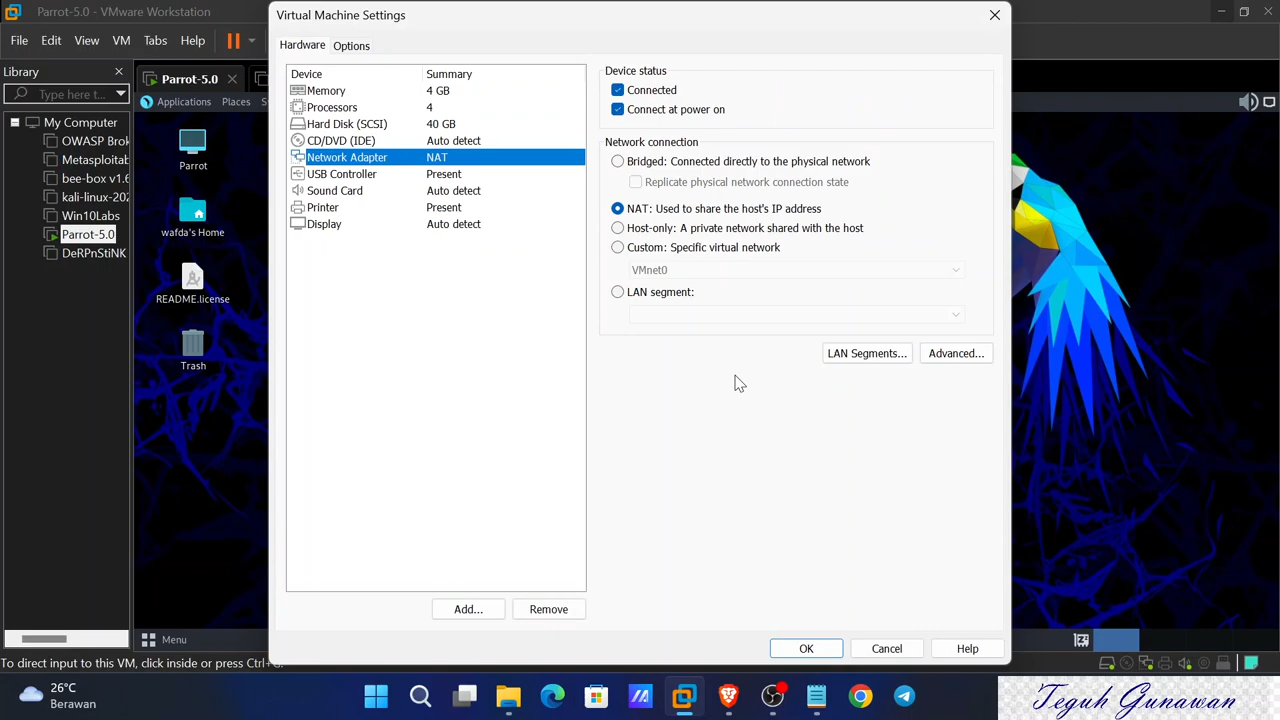 Parrot-5.0 - VMware Workstation
Virtual Machine Settings
File Edit View VM Tabs Help
Hardware Options
Library
Type here t...
Parrot-5.0
Applications Places
My Computer
OWASP Brok
Metasploitab
bee-box v1.6
kali-linux-202
Win10Labs
Parrot-5.0
DeRPnStiNK
Parrot
wafda's Home
README.license
Trash
Menu
Device Summary
Memory 4 GB
Processors 4
Hard Disk (SCSI) 40 GB
CD/DVD (IDE) Auto detect
Network Adapter NAT
USB Controller Present
Sound Card Auto detect
Printer Present
Display Auto detect
Add... Remove
Device status
Connected
Connect at power on
Network connection
Bridged: Connected directly to the physical network
Replicate physical network connection state
NAT: Used to share the host's IP address
Host-only: A private network shared with the host
Custom: Specific virtual network
VMnet0
LAN segment:
LAN Segments... Advanced...
OK Cancel Help
To direct input to this VM, click inside or press Ctrl+G.
26°C
Berawan
Teguh Gunawan